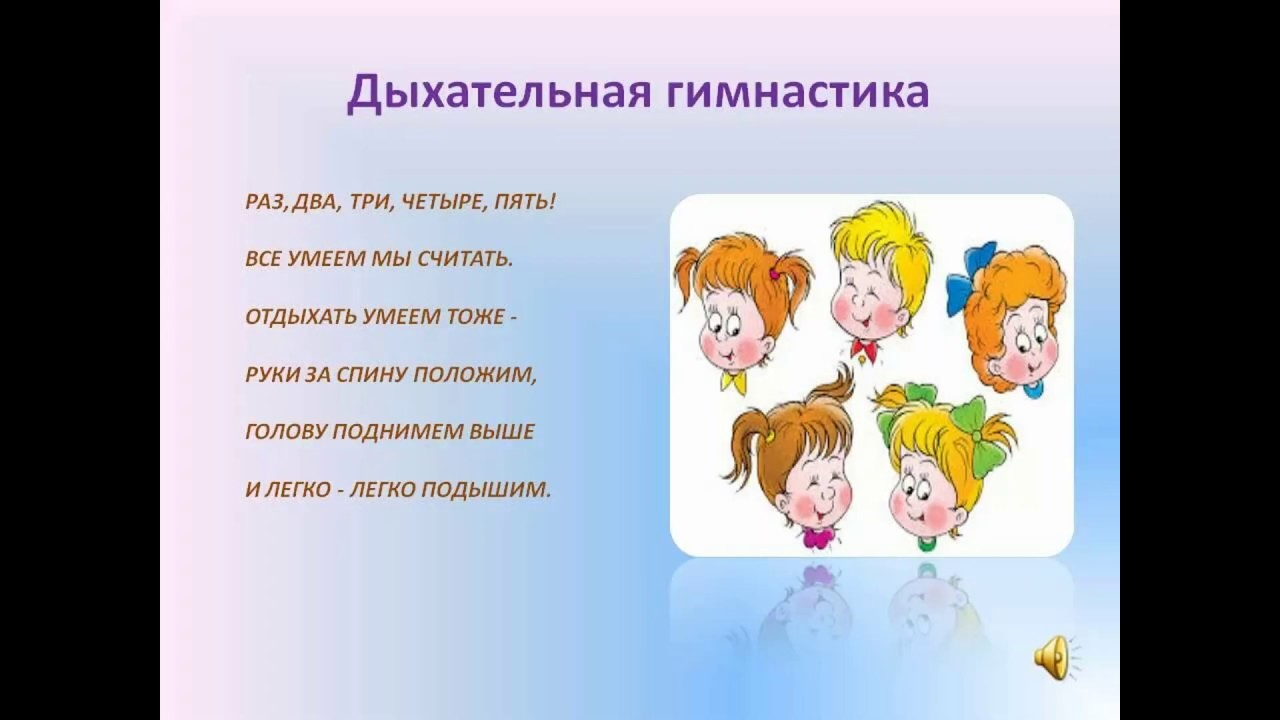 Дыхательная гимнастика
РАЗ, ДВА, ТРИ, ЧЕТЫРЕ, ПЯТЬ!
ВСЕ УМЕЕМ МЫ СЧИТАТЬ.
ОТДЫХАТЬ УМЕЕМ ТОЖЕ -
РУКИ ЗА СПИНУ ПОЛОЖИМ,
ГОЛОВУ ПОДНИМЕМ ВЫШЕ
И ЛЕГКО - ЛЕГКО ПОДЫШИМ.